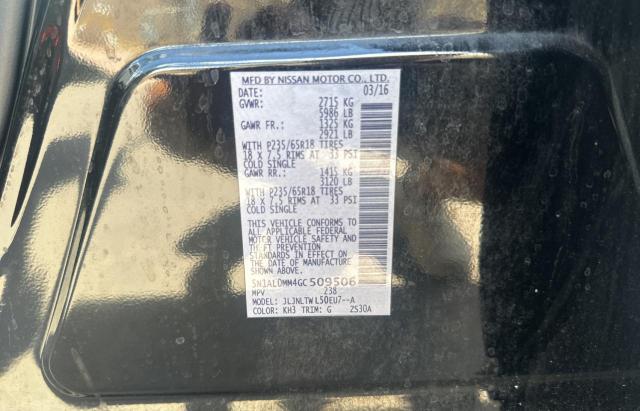 MFD BY NISSAN MOTOR CO., LTD.
DATE: 03/16
GVWR: 2715 KG
5986 LB
GAWR FR.: 1325 KG
2921 LB
WITH P235/65R18 TIRES
18 X 7.5 RIMS AT 33 PSI
COLD SINGLE
GAWR RR.: 1415 KG
3120 LB
WITH P235/65R18 TIRES
18 X 7.5 RIMS AT 33 PSI
COLD SINGLE
THIS VEHICLE CONFORMS TO
ALL APPLICABLE FEDERAL
MOTOR VEHICLE SAFETY AND
THEFT PREVENTION
STANDARDS IN EFFECT ON
THE DATE OF MANUFACTURE
SHOWN ABOVE.
5N1AL0MM4GC509506
MPV 238
MODEL: JLJNLTWL50EU7--A
COLOR: KH3 TRIM: G 2S30A